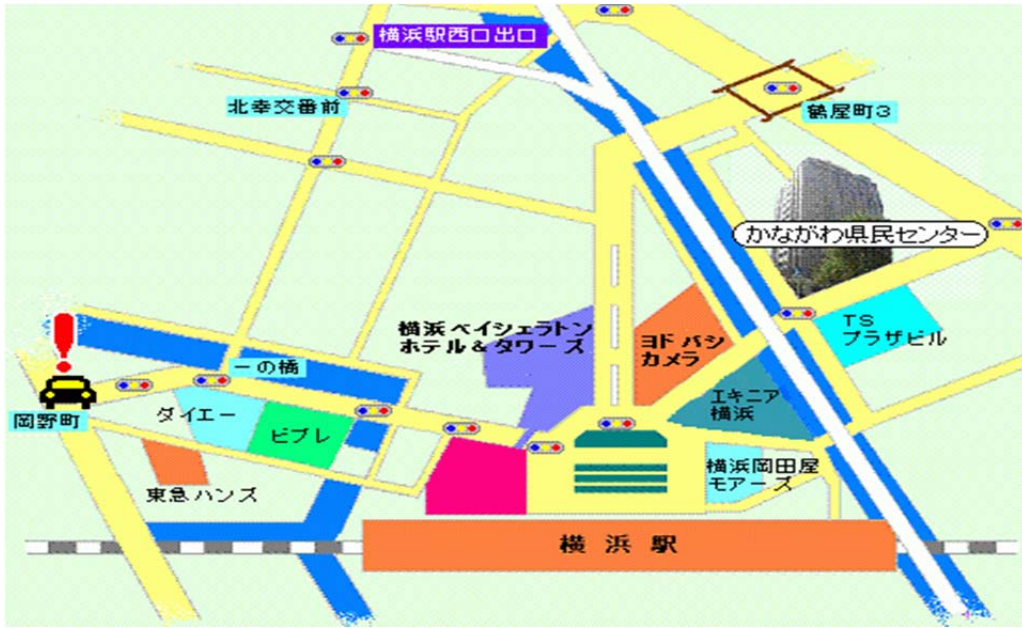 横浜駅西口出口
北幸交番前
鶴屋町3
かながわ県民センター
横浜ベイシェラトン
ホテル&タワーズ
ヨドバシ
カメラ
TS
プラザビル
一の橋
エキニア
横浜
岡野町
ダイエー
ビブレ
東急ハンズ
横浜岡田屋
モアーズ
横浜駅